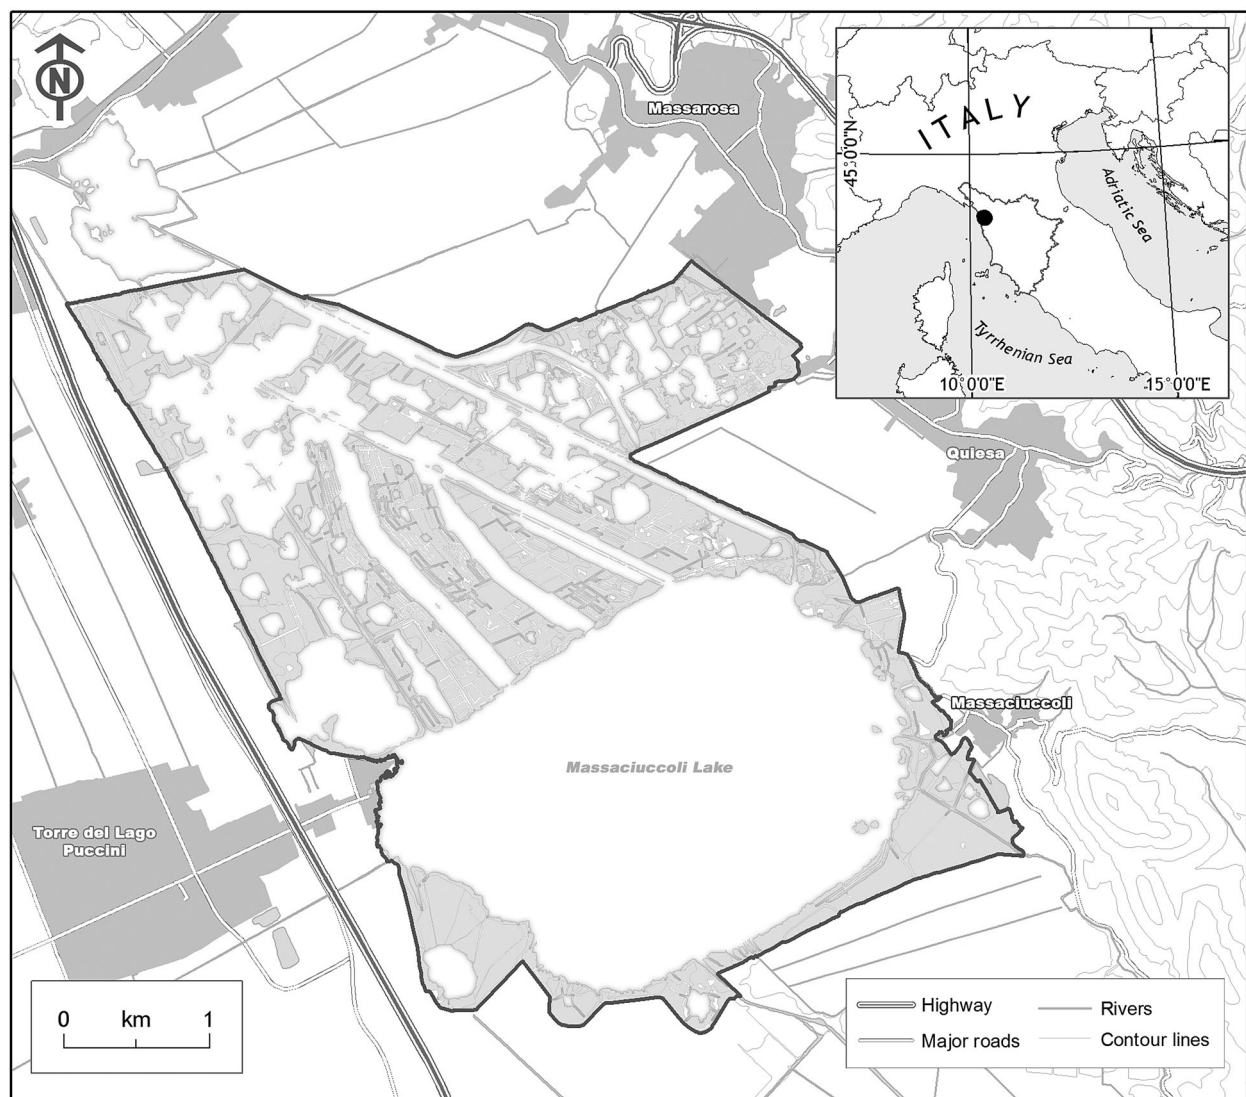 N
Massarosa
ITALY
45°0'0"N
Adriatic Sea
Tyrrhenian Sea
10°0'0"E
15°0'0"E
Quiesa
Massaciuccoli
Massaciuccoli Lake
Torre del Lago
Puccini
0 km 1
Highway
Rivers
Major roads
Contour lines